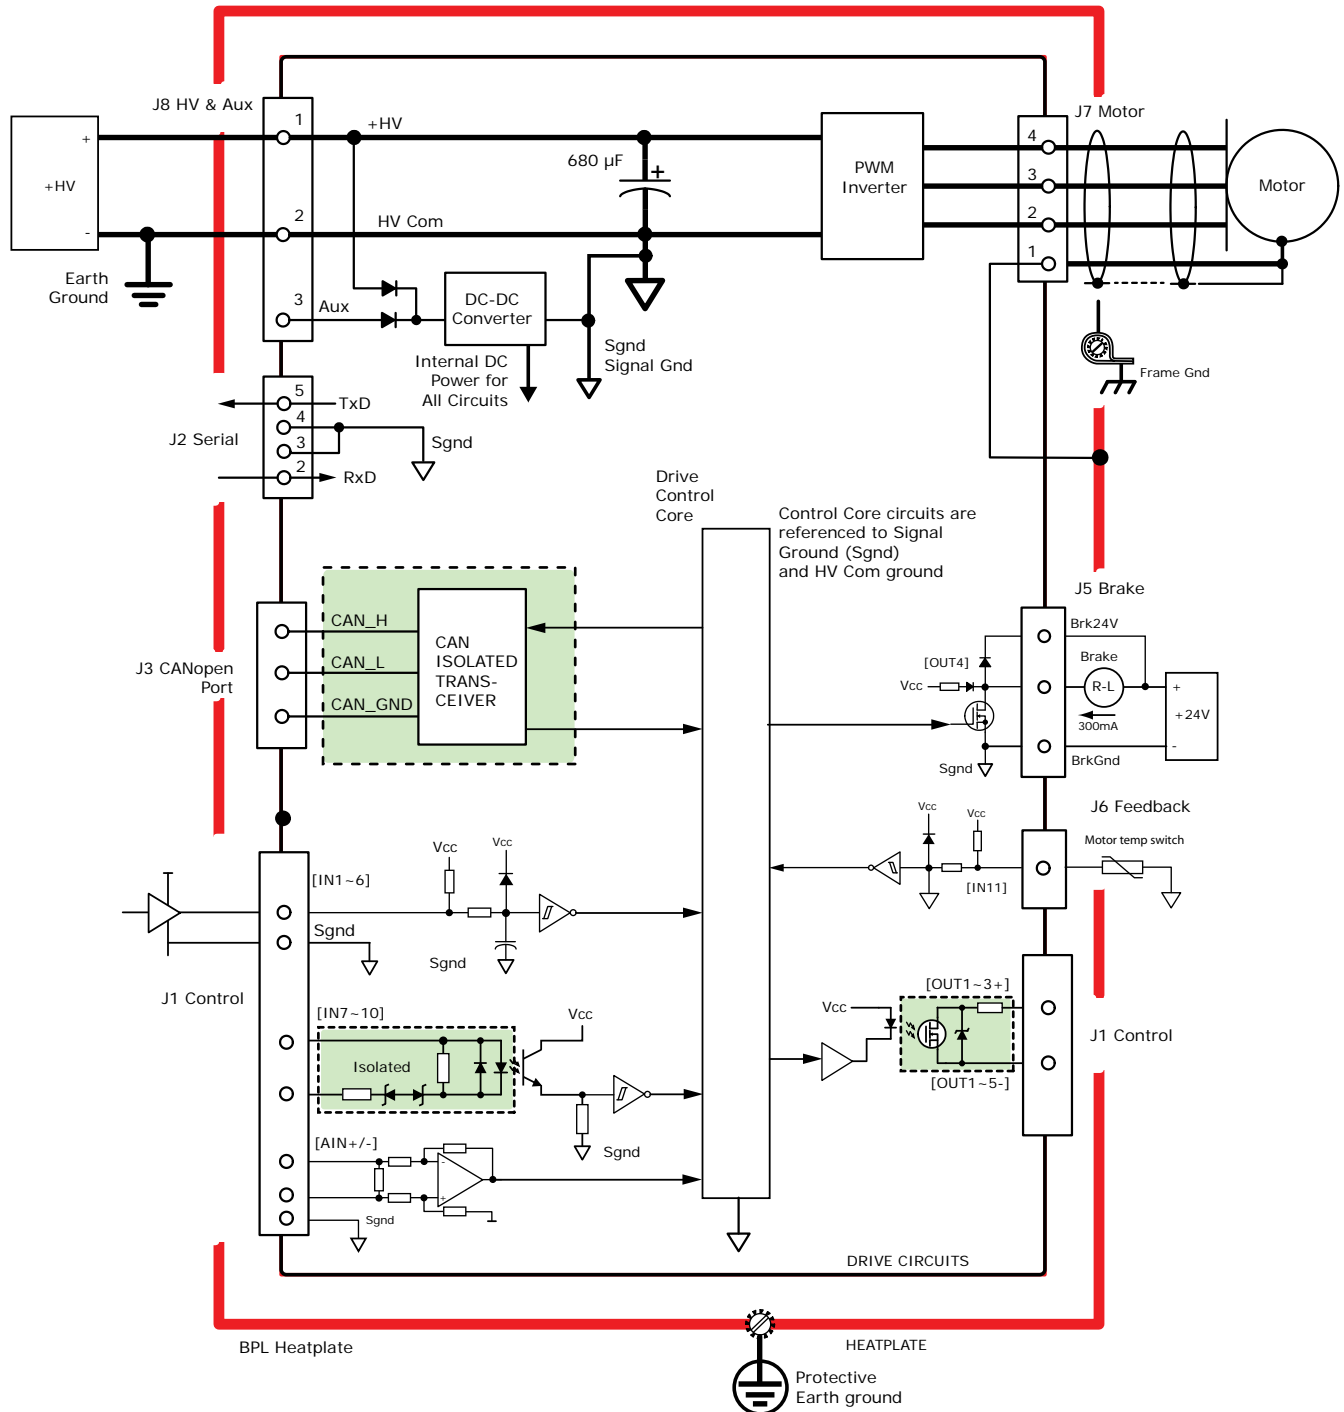 J8 HV & Aux
J7 Motor
+
+HV
-
1
+HV
680 µF
+
2
HV Com
PWM
Inverter
4
3
2
1
Motor
Earth
Ground
3
Aux
DC-DC
Converter
Internal DC
Power for
All Circuits
Sgnd
Signal Gnd
Frame Gnd
J2 Serial
5
TxD
4
3
Sgnd
2
RxD
Drive
Control
Core
Control Core circuits are
referenced to Signal
Ground (Sgnd)
and HV Com ground
J3 CANopen
Port
CAN_H
CAN_L
CAN_GND
CAN
ISOLATED
TRANS-
CEIVER
J5 Brake
Brk24V
[OUT4]
Brake
Vcc
R-L
+
+24V
-
300mA
Sgnd
BrkGnd
J6 Feedback
Vcc
Vcc
Motor temp switch
[IN11]
[IN1~6]
Vcc
Vcc
Sgnd
Sgnd
J1 Control
[IN7~10]
Vcc
Isolated
Sgnd
[AIN+/-]
-
+
Sgnd
[OUT1~3+]
Vcc
J1 Control
[OUT1~5-]
DRIVE CIRCUITS
BPL Heatplate
HEATPLATE
Protective
Earth ground